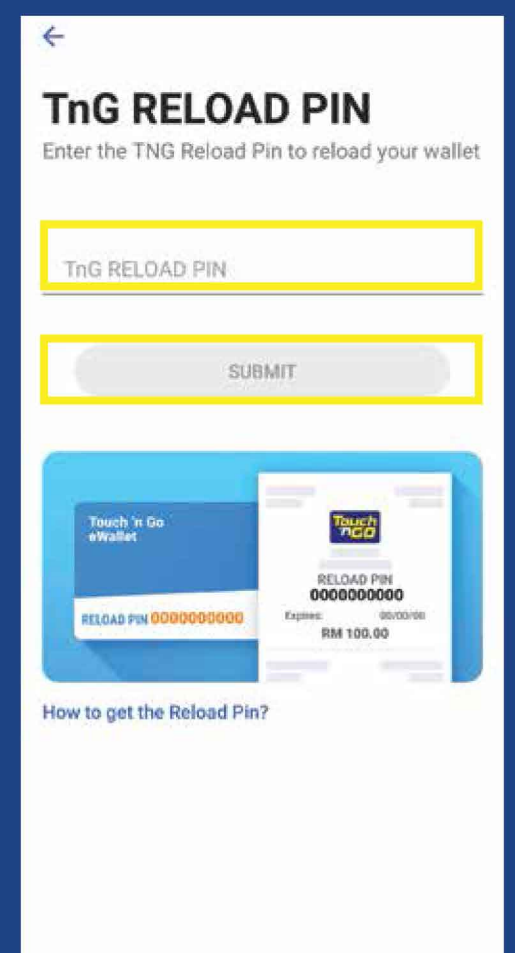 TnG RELOAD PIN
Enter the TNG Reload Pin to reload your wallet
TnG RELOAD PIN
SUBMIT
Touch 'n Go
eWallet
RELOAD PIN 0000000000
Touch
'nGO
RELOAD PIN
0000000000
Expires: 00/00/00
RM 100.00
How to get the Reload Pin?